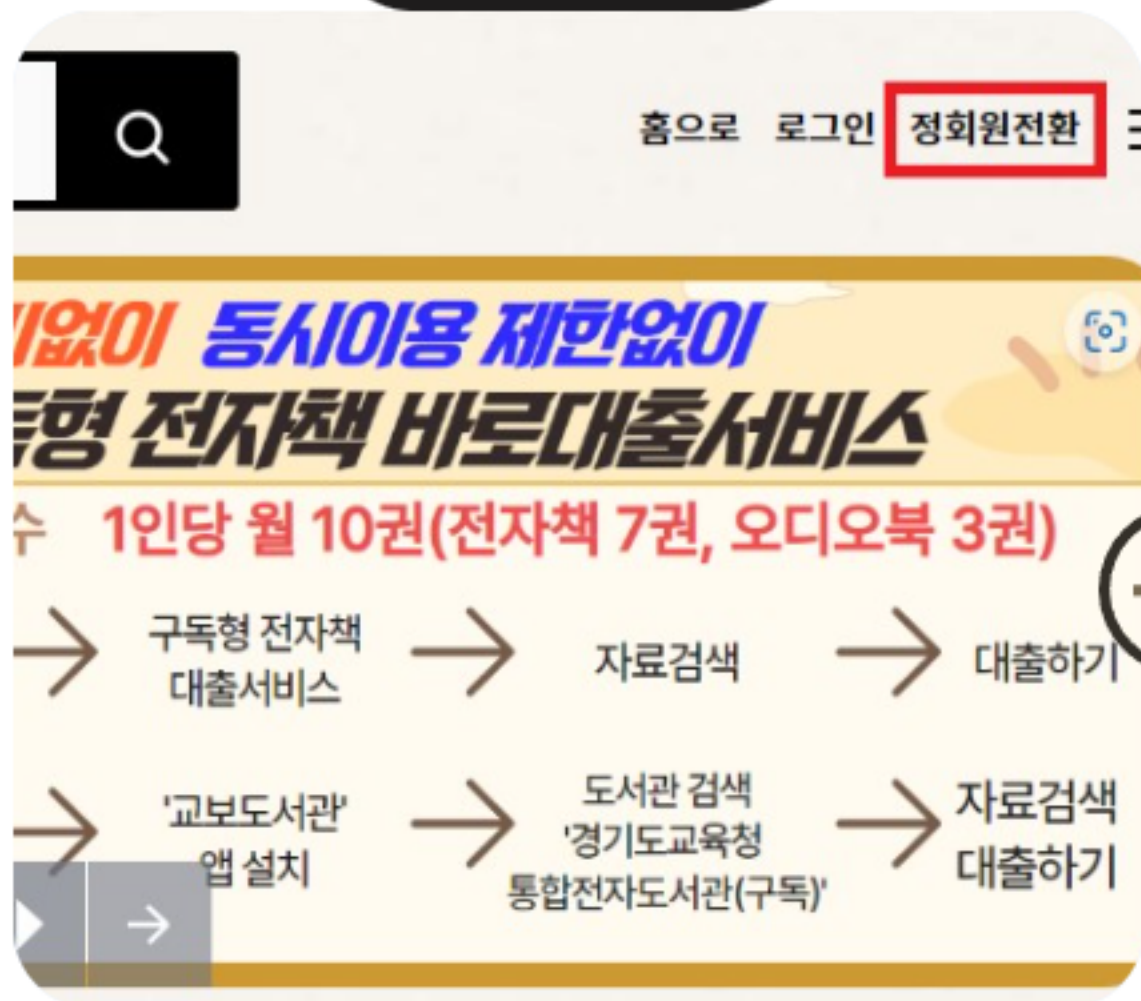 홈으로 로그인 정회원전환
없이 동시이용 제한없이
형 전자책 바로대출서비스
수 1인당 월 10권(전자책 7권, 오디오북 3권)
구독형 전자책
대출서비스
자료검색
대출하기
'교보도서관'
앱 설치
도서관 검색
'경기도교육청
통합전자도서관(구독)'
자료검색
대출하기